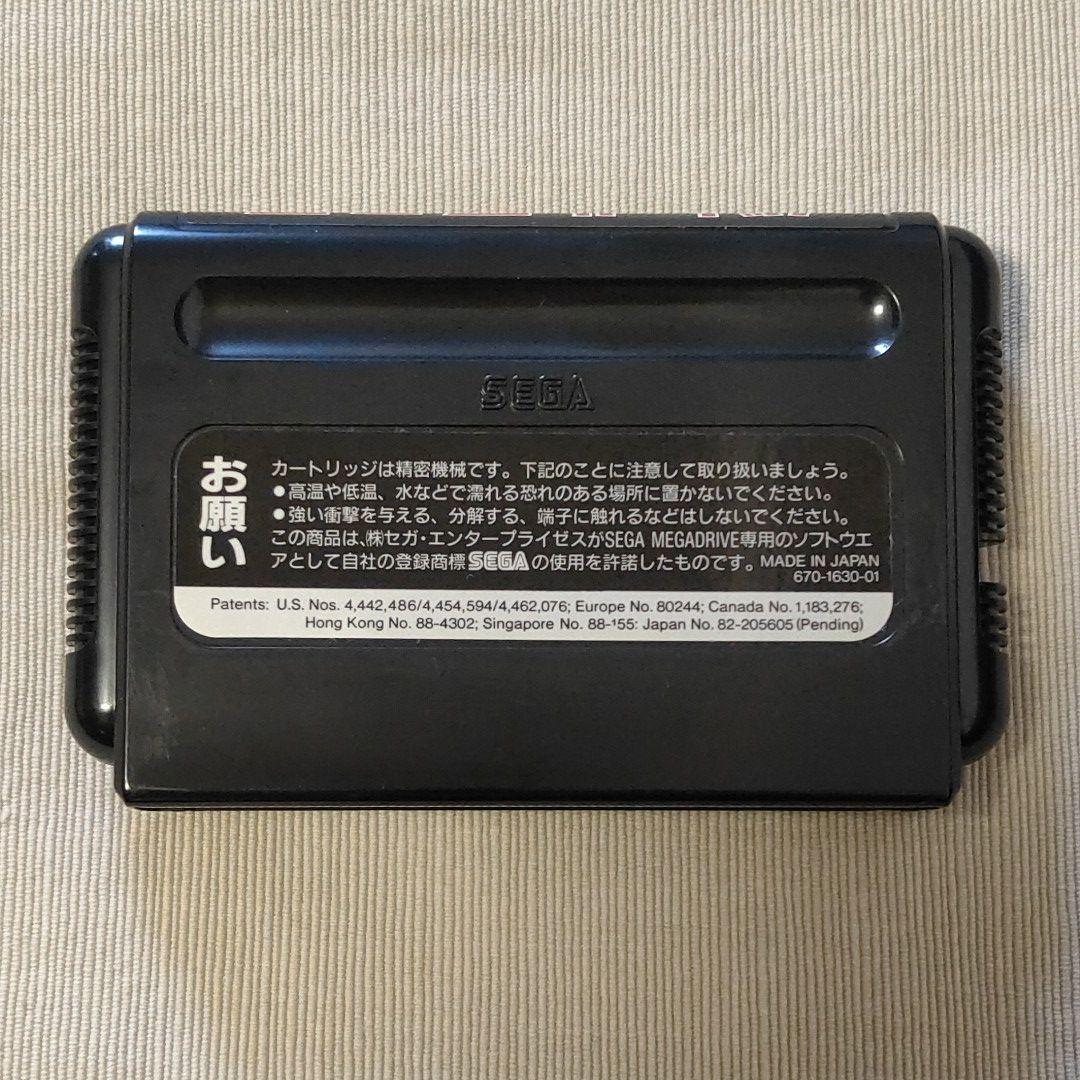 SEGA
お願い
カートリッジは精密機械です。下記のことに注意して取り扱いましょう。
●高温や低温、水などで濡れる恐れのある場所に置かないでください。
●強い衝撃を与える、分解する、端子に触れるなどはしないでください。
この商品は、㈱セガ・エンタープライゼスがSEGA MEGADRIVE専用のソフトウエ
アとして自社の登録商標SEGAの使用を許諾したものです。MADE IN JAPAN
670-1630-01
Patents: U.S. Nos. 4,442,486/4,454,594/4,462,076; Europe No. 80244; Canada No. 1,183,276;
Hong Kong No. 88-4302; Singapore No. 88-155: Japan No. 82-205605 (Pending)